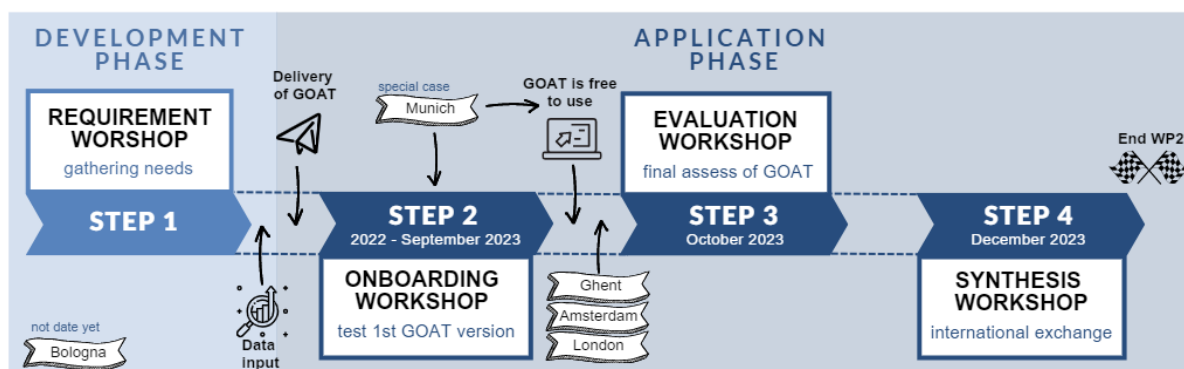 DEVELOPMENT
PHASE
REQUIREMENT
WORSHOP
gathering needs
STEP 1
not date yet
Bologna
Data
input
Delivery
of GOAT
special case
Munich
GOAT is free
to use
APPLICATION
PHASE
STEP 2
2022 - September 2023
ONBOARDING
WORKSHOP
test 1st GOAT version
Ghent
Amsterdam
London
EVALUATION
WORKSHOP
final assess of GOAT
STEP 3
October 2023
End WP2
STEP 4
December 2023
SYNTHESIS
WORKSHOP
international exchange